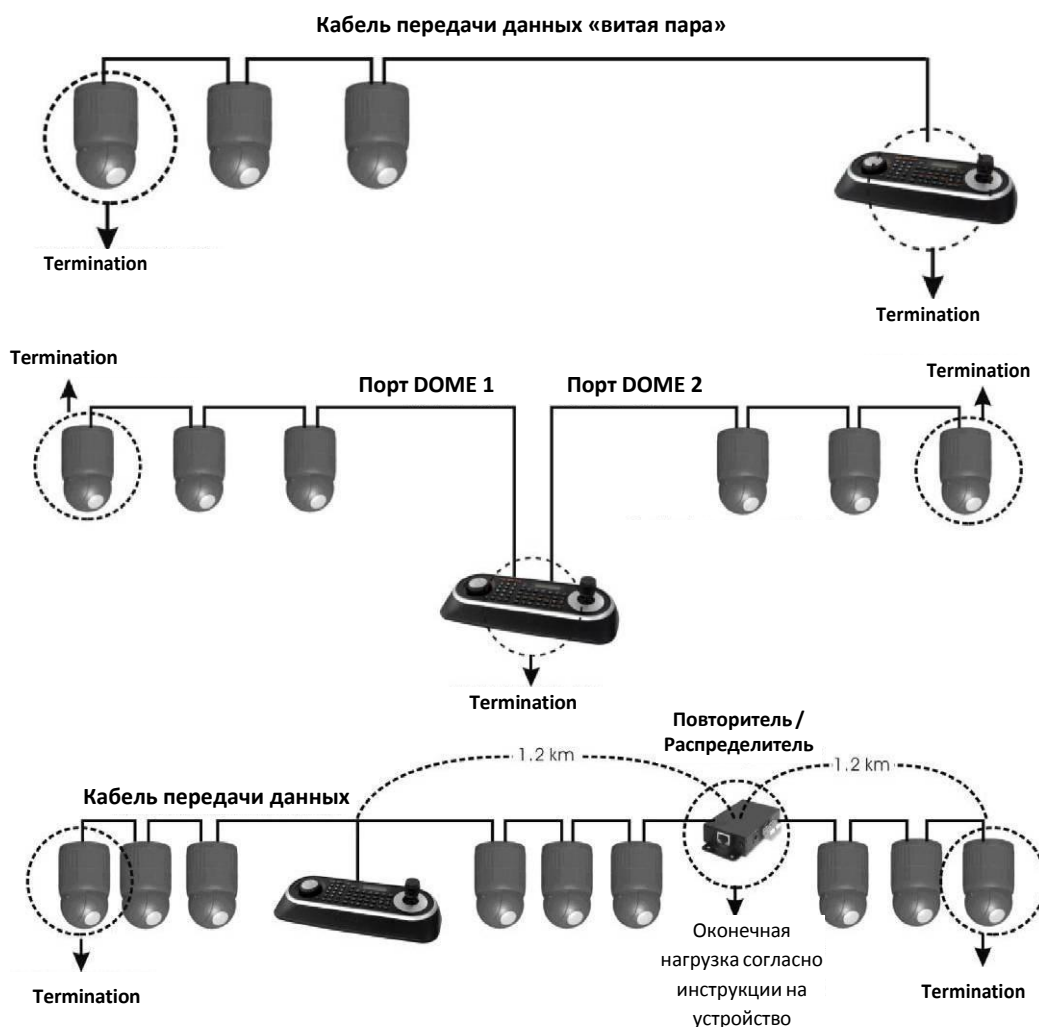 Кабель передачи данных «витая пара»
Termination
Termination
Termination
Порт DOME 1
Порт DOME 2
Termination
Termination
Повторитель /
Распределитель
1.2 km
1.2 km
Кабель передачи данных
Termination
Оконечная
нагрузка согласно
инструкции на
устройство
Termination